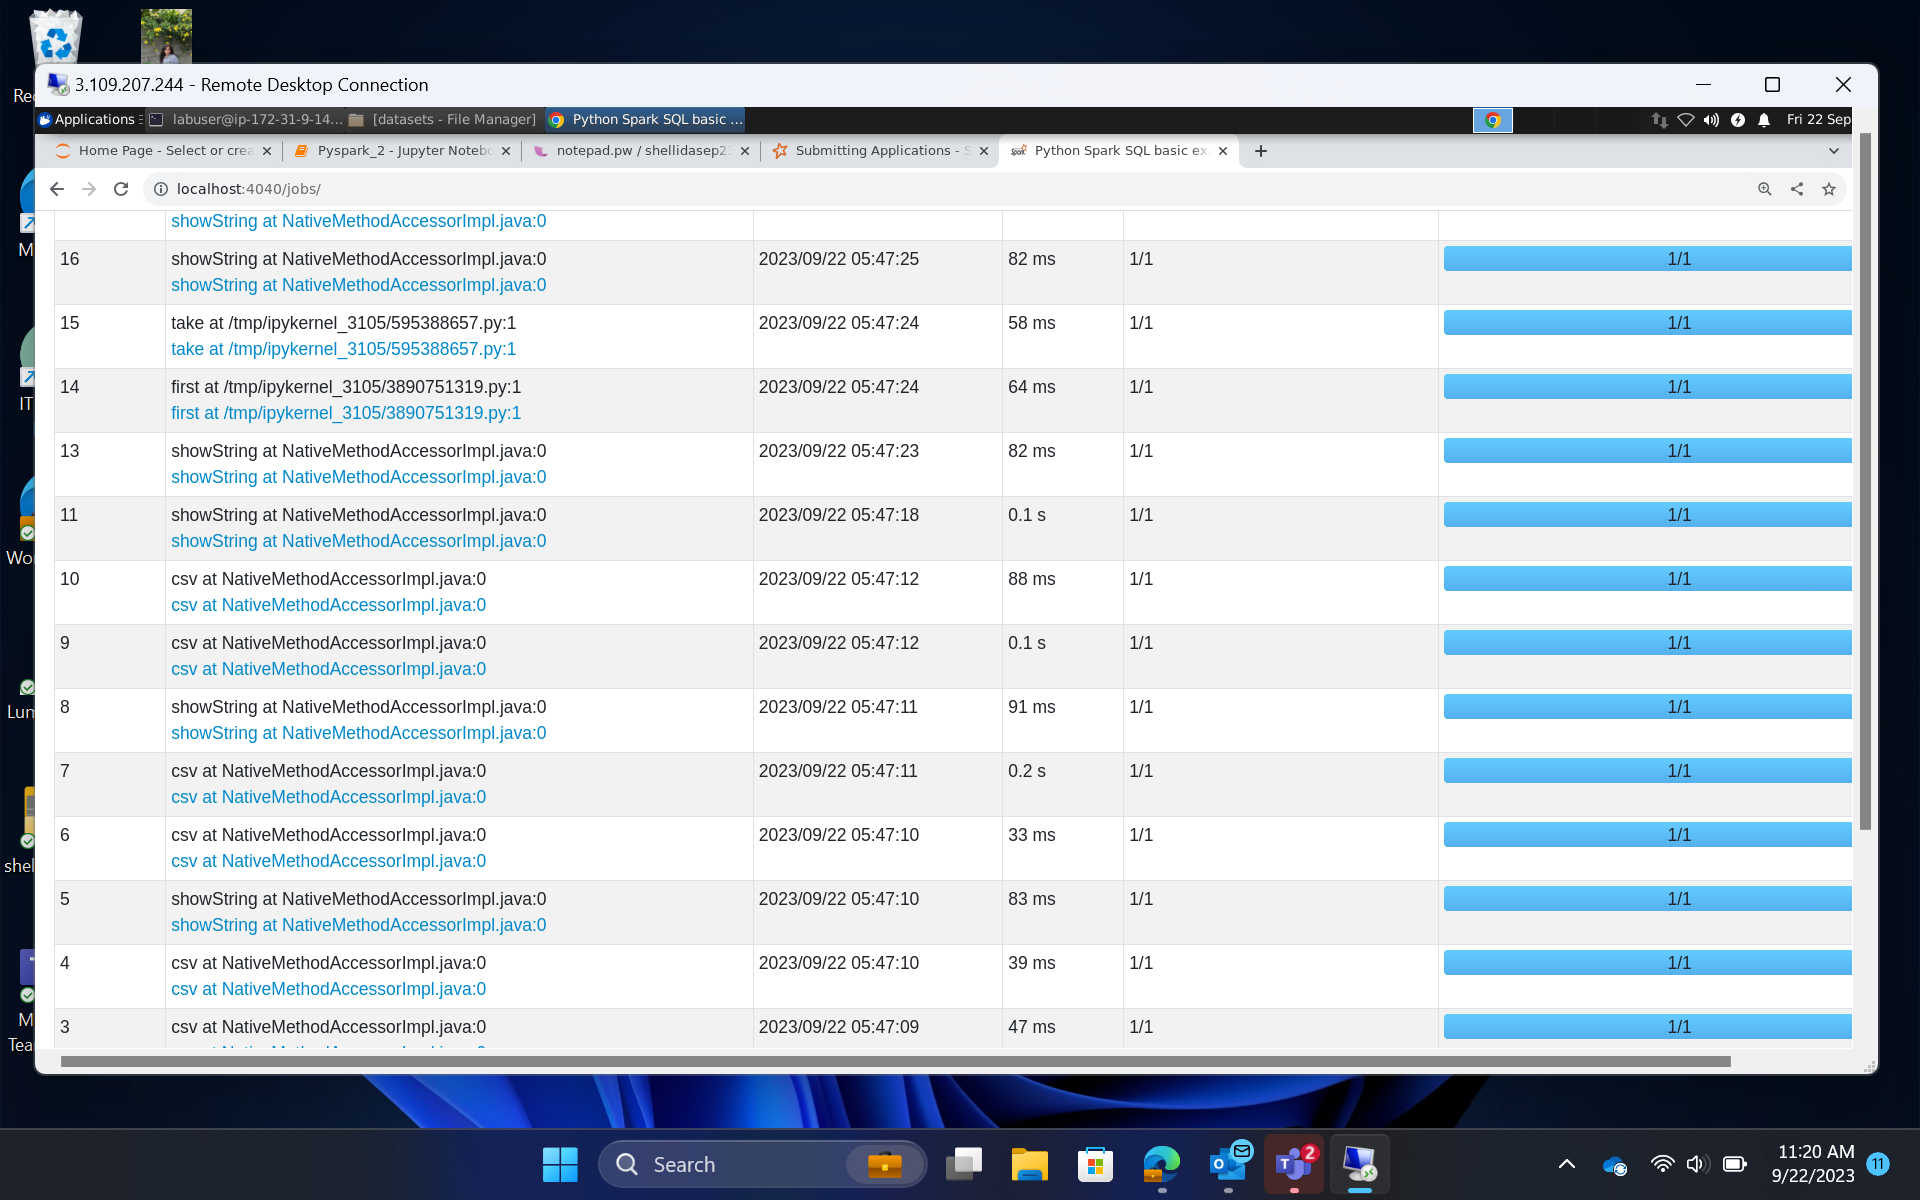 Rec
3.109.207.244 - Remote Desktop Connection
Applications
labuser@ip-172-31-9-14...
[datasets - File Manager]
Python Spark SQL basic ...
Fri 22 Sep
Home Page - Select or crea
Pyspark_2 - Jupyter Notebo
notepad.pw / shellidasep23
Submitting Applications - S
Python Spark SQL basic ex
localhost:4040/jobs/
showString at NativeMethodAccessorImpl.java:0
16 showString at NativeMethodAccessorImpl.java:0 2023/09/22 05:47:25 82 ms 1/1 1/1
showString at NativeMethodAccessorImpl.java:0
15 take at /tmp/ipykernel_3105/595388657.py:1 2023/09/22 05:47:24 58 ms 1/1 1/1
take at /tmp/ipykernel_3105/595388657.py:1
14 first at /tmp/ipykernel_3105/3890751319.py:1 2023/09/22 05:47:24 64 ms 1/1 1/1
first at /tmp/ipykernel_3105/3890751319.py:1
13 showString at NativeMethodAccessorImpl.java:0 2023/09/22 05:47:23 82 ms 1/1 1/1
showString at NativeMethodAccessorImpl.java:0
11 showString at NativeMethodAccessorImpl.java:0 2023/09/22 05:47:18 0.1 s 1/1 1/1
showString at NativeMethodAccessorImpl.java:0
10 csv at NativeMethodAccessorImpl.java:0 2023/09/22 05:47:12 88 ms 1/1 1/1
csv at NativeMethodAccessorImpl.java:0
9 csv at NativeMethodAccessorImpl.java:0 2023/09/22 05:47:12 0.1 s 1/1 1/1
csv at NativeMethodAccessorImpl.java:0
8 showString at NativeMethodAccessorImpl.java:0 2023/09/22 05:47:11 91 ms 1/1 1/1
showString at NativeMethodAccessorImpl.java:0
7 csv at NativeMethodAccessorImpl.java:0 2023/09/22 05:47:11 0.2 s 1/1 1/1
csv at NativeMethodAccessorImpl.java:0
6 csv at NativeMethodAccessorImpl.java:0 2023/09/22 05:47:10 33 ms 1/1 1/1
csv at NativeMethodAccessorImpl.java:0
5 showString at NativeMethodAccessorImpl.java:0 2023/09/22 05:47:10 83 ms 1/1 1/1
showString at NativeMethodAccessorImpl.java:0
4 csv at NativeMethodAccessorImpl.java:0 2023/09/22 05:47:10 39 ms 1/1 1/1
csv at NativeMethodAccessorImpl.java:0
3 csv at NativeMethodAccessorImpl.java:0 2023/09/22 05:47:09 47 ms 1/1 1/1
M
IT
Wor
Lum
shel
M
Tea
Search
2
11:20 AM
9/22/2023
11